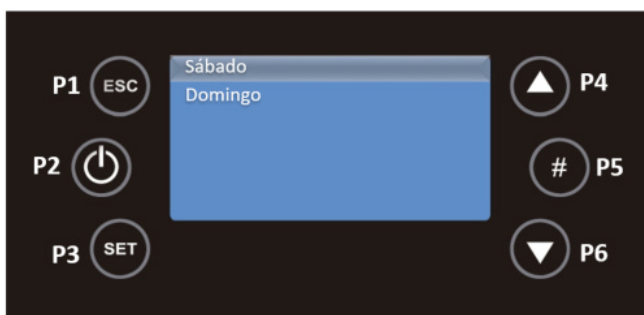 P1 ESC
Sábado
Domingo
P4
P2
# P5
P3 SET
P6